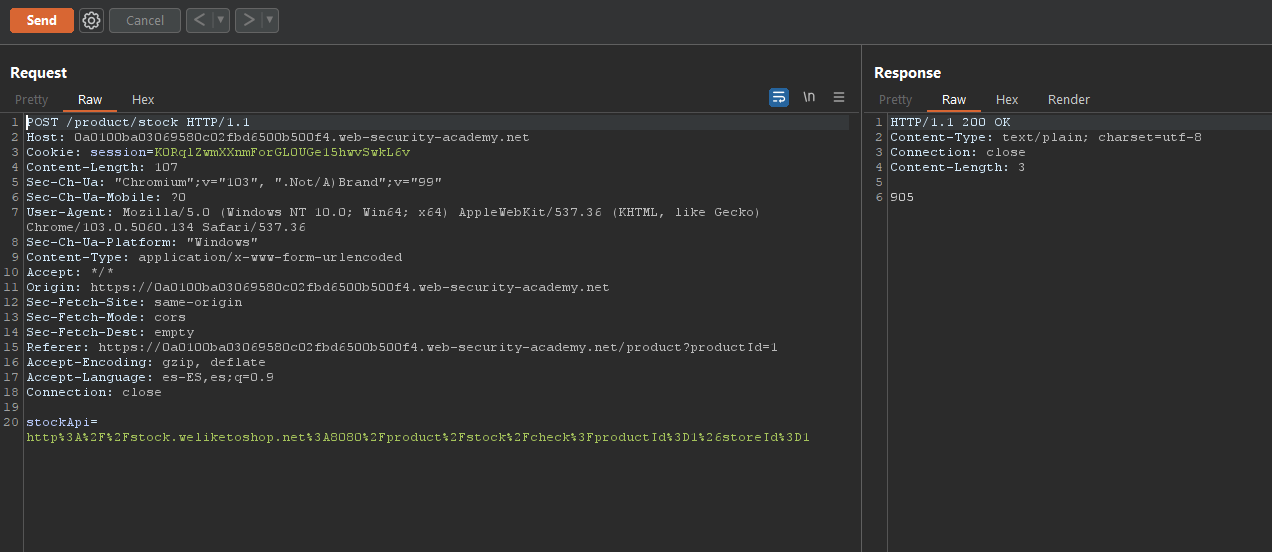 Send Cancel < >
Request
Pretty Raw Hex \n
1 POST /product/stock HTTP/1.1
2 Host: 0a0100ba03069580c02fbd6500b500f4.web-security-academy.net
3 Cookie: session=KORqlZwmXXnmForGLOUGe15hwvSwkL6v
4 Content-Length: 107
5 Sec-Ch-Ua: "Chromium";v="103", ".Not/A)Brand";v="99"
6 Sec-Ch-Ua-Mobile: ?0
7 User-Agent: Mozilla/5.0 (Windows NT 10.0; Win64; x64) AppleWebKit/537.36 (KHTML, like Gecko)
Chrome/103.0.5060.134 Safari/537.36
8 Sec-Ch-Ua-Platform: "Windows"
9 Content-Type: application/x-www-form-urlencoded
10 Accept: */*
11 Origin: https://0a0100ba03069580c02fbd6500b500f4.web-security-academy.net
12 Sec-Fetch-Site: same-origin
13 Sec-Fetch-Mode: cors
14 Sec-Fetch-Dest: empty
15 Referer: https://0a0100ba03069580c02fbd6500b500f4.web-security-academy.net/product?productId=1
16 Accept-Encoding: gzip, deflate
17 Accept-Language: es-ES,es;q=0.9
18 Connection: close
19
20 stockApi=
http%3A%2F%2Fstock.weliketoshop.net%3A8080%2Fproduct%2Fstock%2Fcheck%3FproductId%3D1%26storeId%3D1
Response
Pretty Raw Hex Render
1 HTTP/1.1 200 OK
2 Content-Type: text/plain; charset=utf-8
3 Connection: close
4 Content-Length: 3
5
6 905